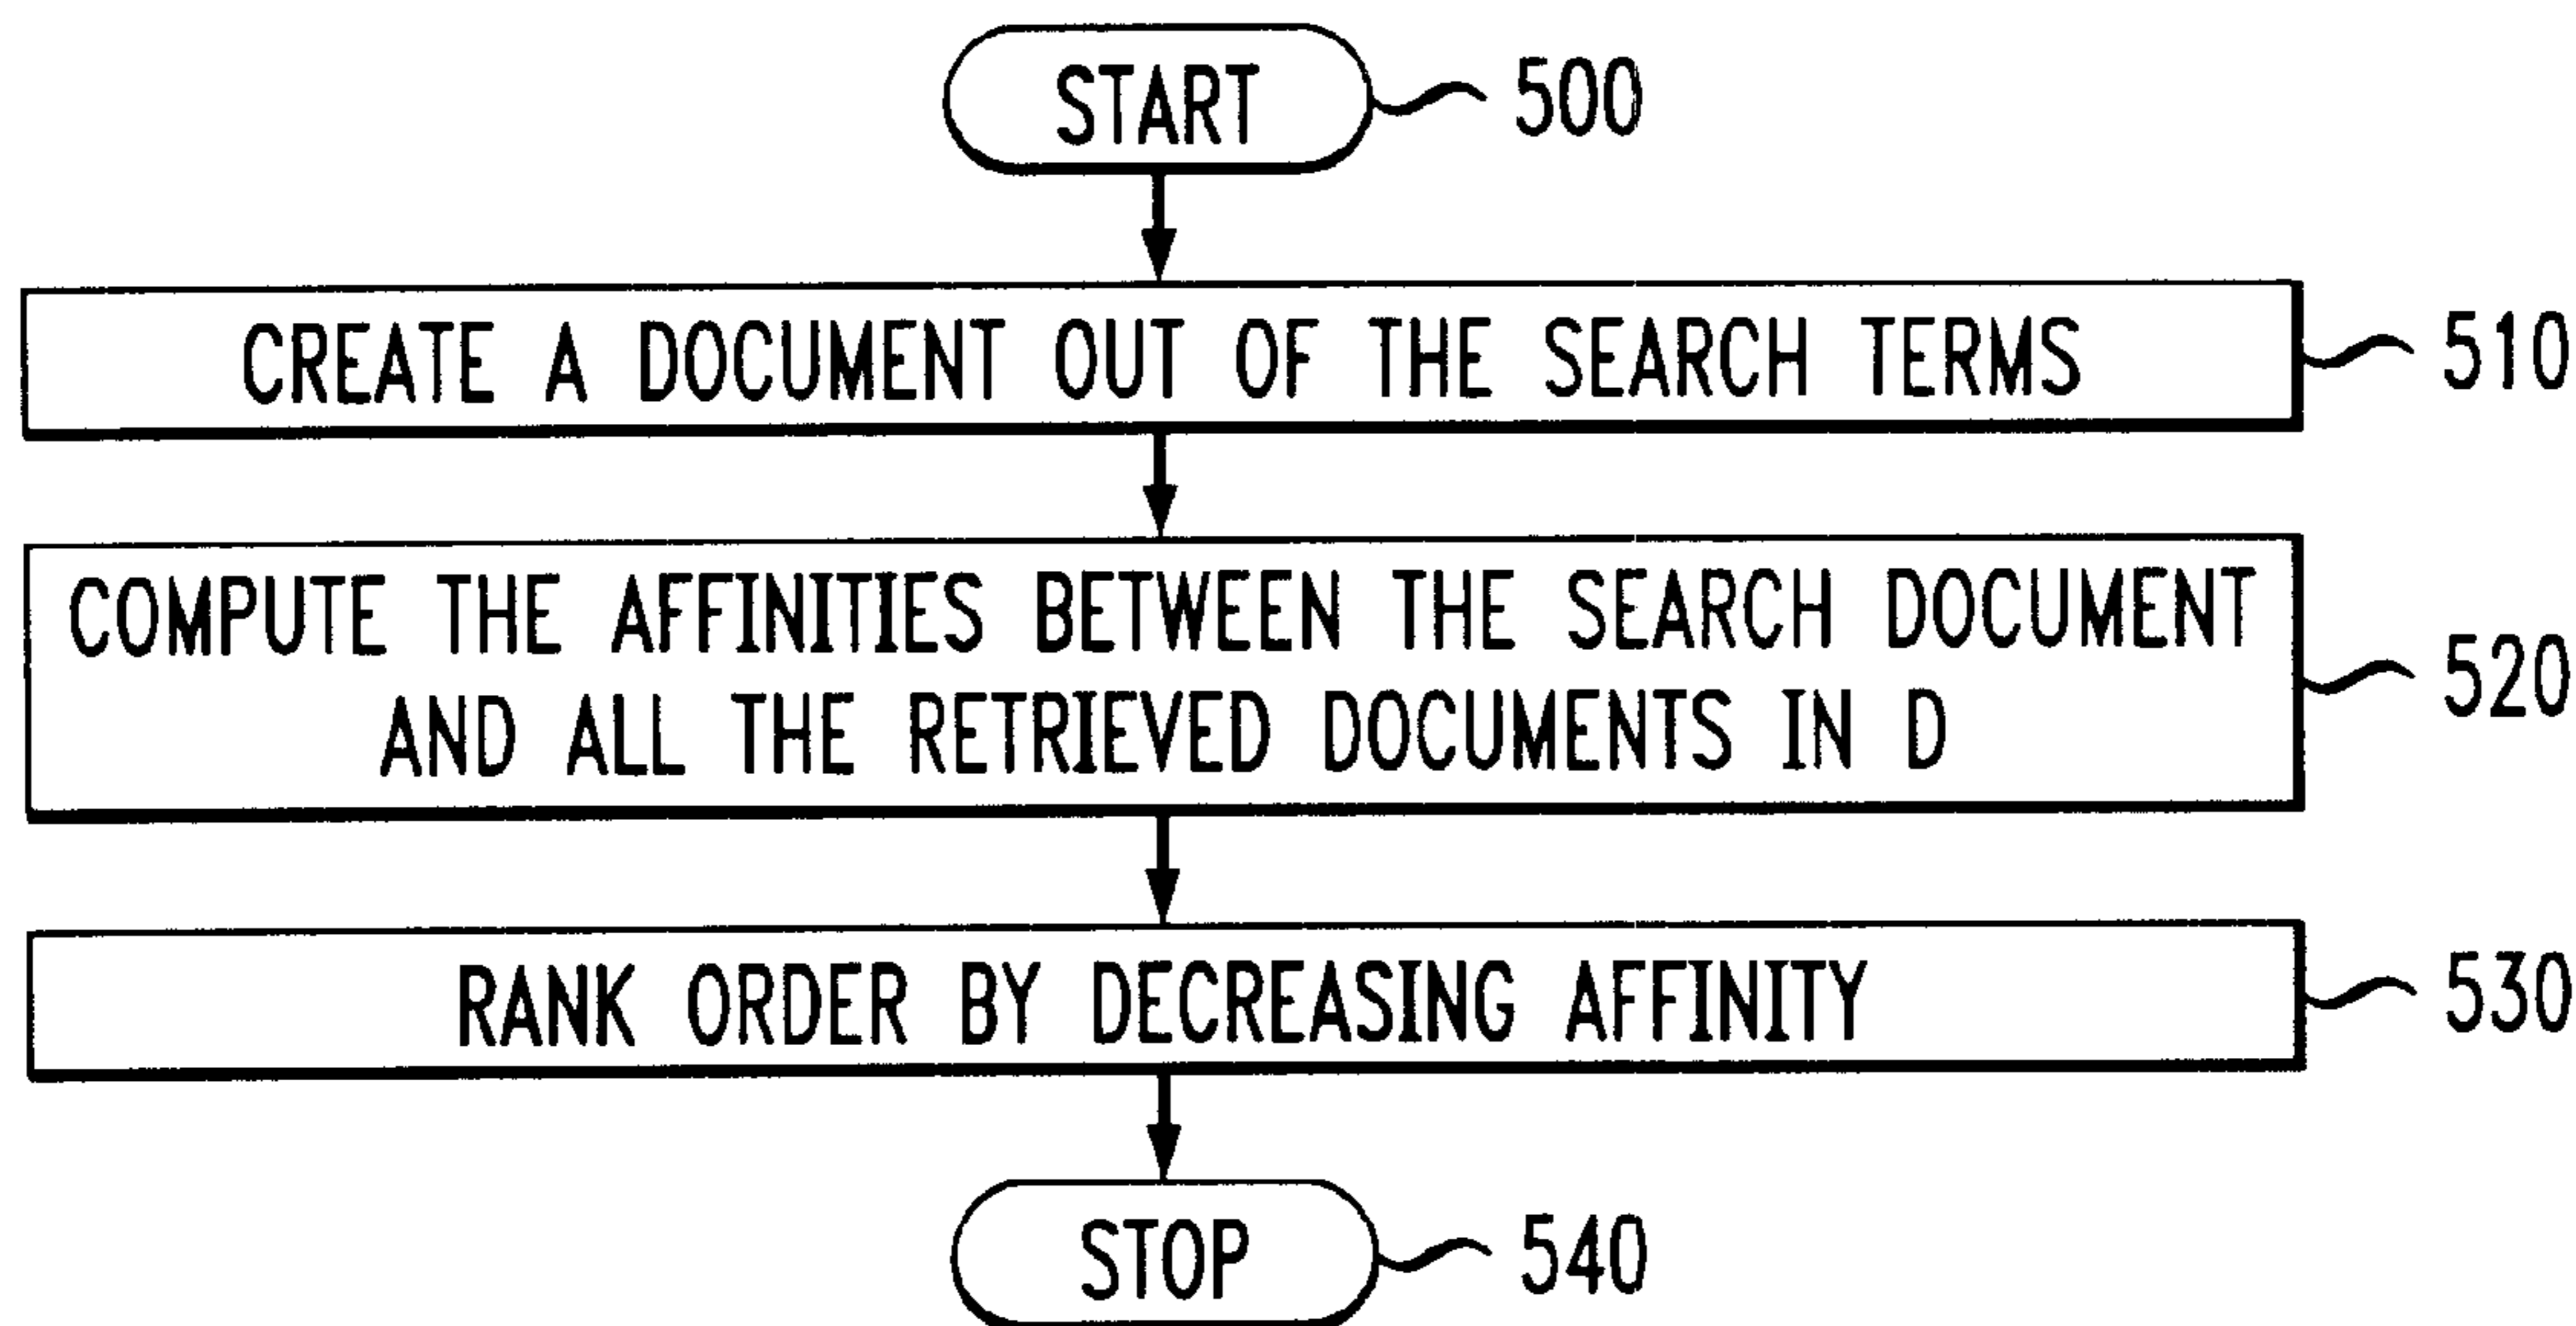 START 500
CREATE A DOCUMENT OUT OF THE SEARCH TERMS 510
COMPUTE THE AFFINITIES BETWEEN THE SEARCH DOCUMENT
AND ALL THE RETRIEVED DOCUMENTS IN D 520
RANK ORDER BY DECREASING AFFINITY 530
STOP 540